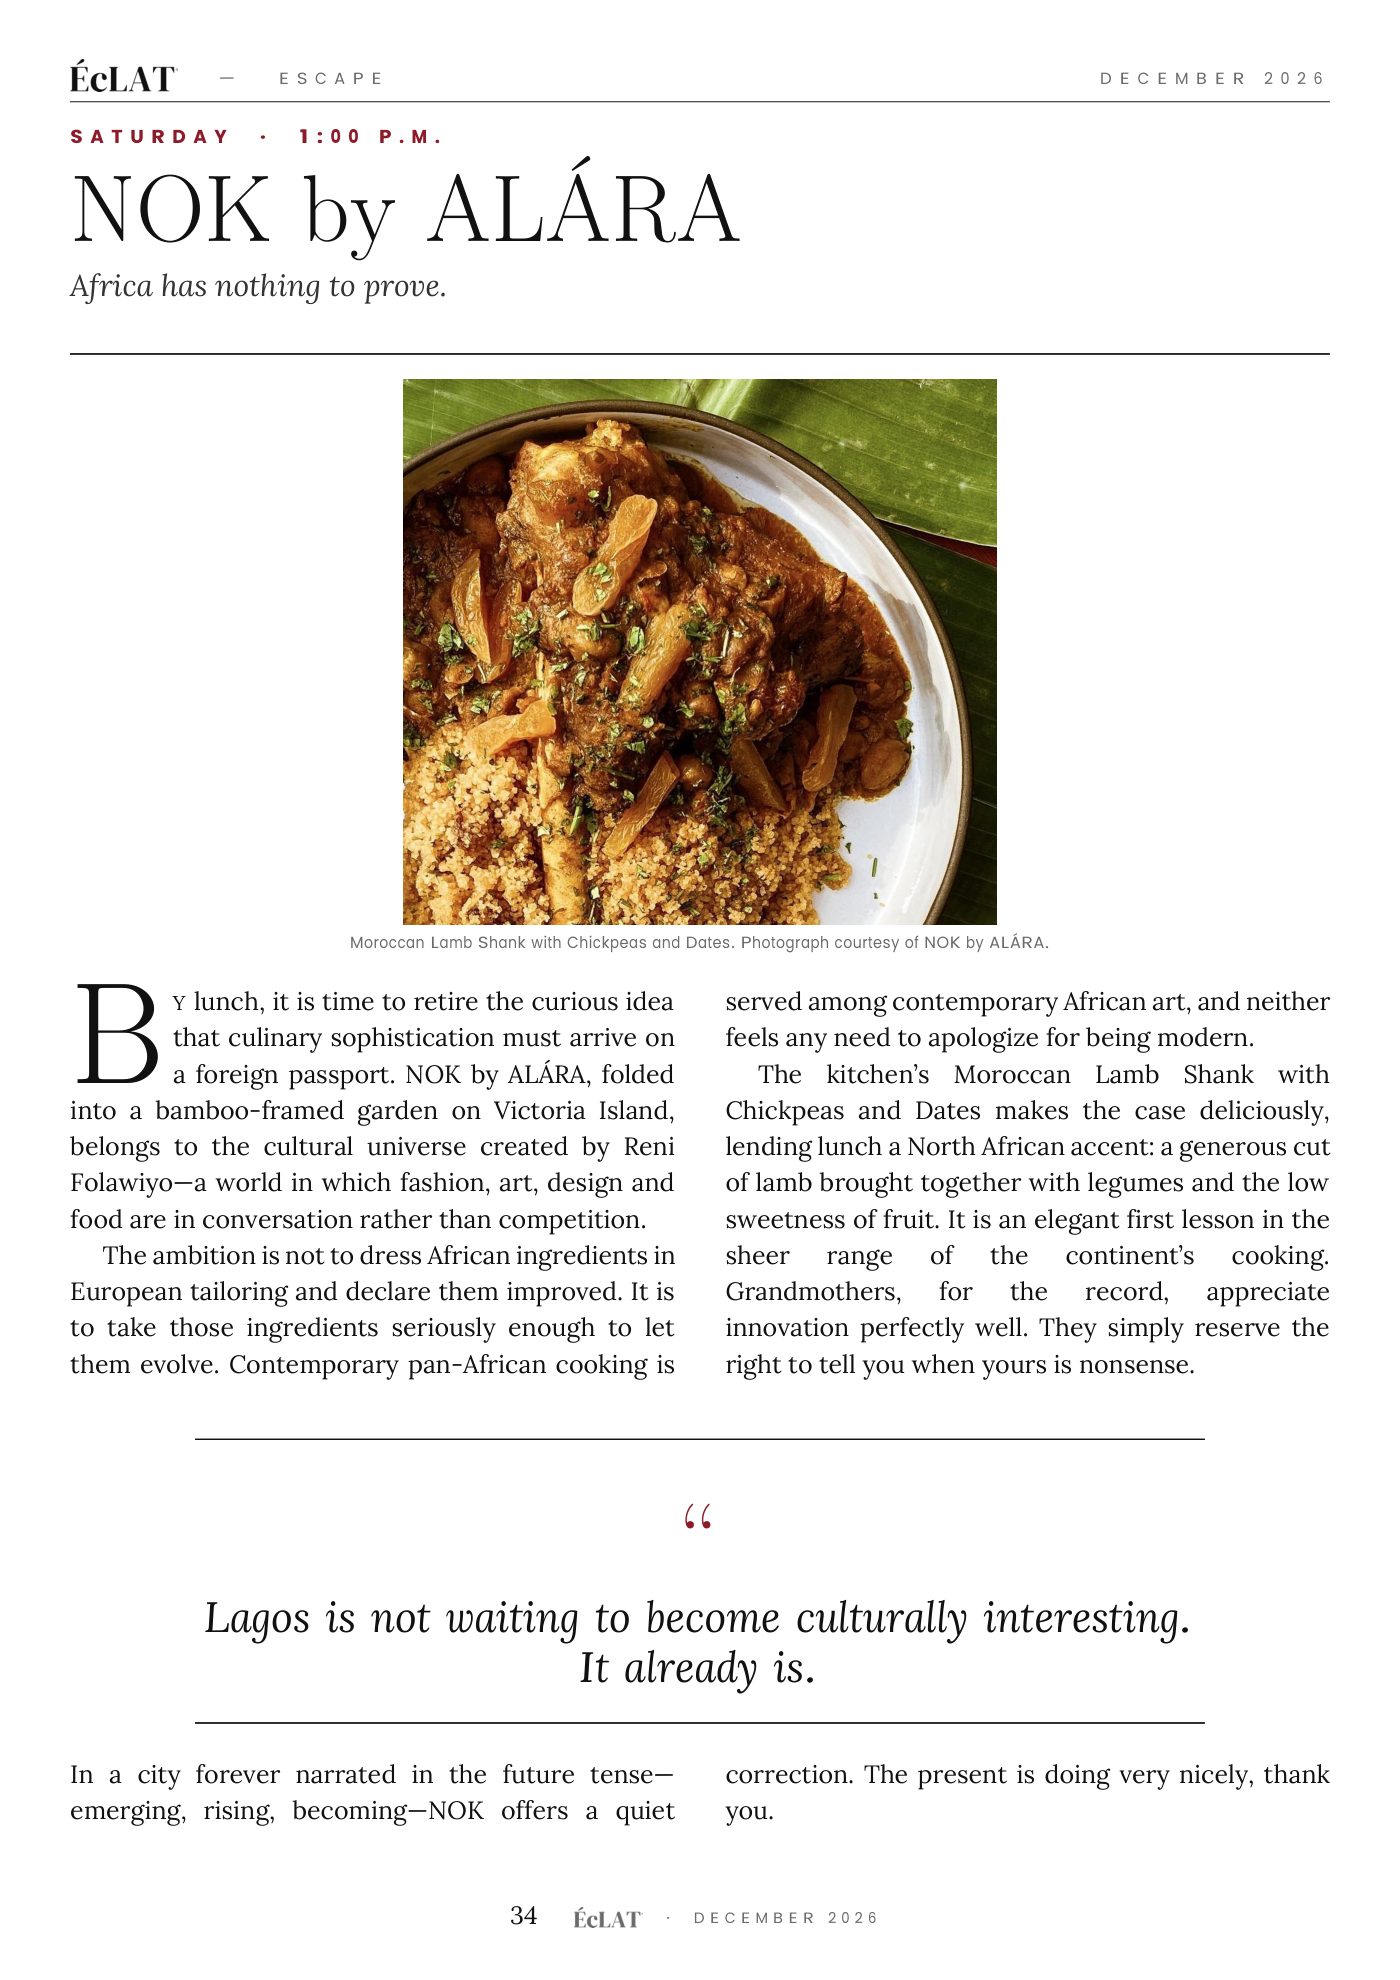 ÉcLAT — ESCAPE DECEMBER 2026
SATURDAY · 1:00 P.M.
NOK by ALÁRA
Africa has nothing to prove.
Moroccan Lamb Shank with Chickpeas and Dates. Photograph courtesy of NOK by ALÁRA.
BY lunch, it is time to retire the curious idea
that culinary sophistication must arrive on
a foreign passport. NOK by ALÁRA, folded
into a bamboo-framed garden on Victoria Island,
belongs to the cultural universe created by Reni
Folawiyo—a world in which fashion, art, design and
food are in conversation rather than competition.
The ambition is not to dress African ingredients in
European tailoring and declare them improved. It is
to take those ingredients seriously enough to let
them evolve. Contemporary pan-African cooking is
served among contemporary African art, and neither
feels any need to apologize for being modern.
The kitchen’s Moroccan Lamb Shank with
Chickpeas and Dates makes the case deliciously,
lending lunch a North African accent: a generous cut
of lamb brought together with legumes and the low
sweetness of fruit. It is an elegant first lesson in the
sheer range of the continent’s cooking.
Grandmothers, for the record, appreciate
innovation perfectly well. They simply reserve the
right to tell you when yours is nonsense.
“
Lagos is not waiting to become culturally interesting.
It already is.
In a city forever narrated in the future tense—
emerging, rising, becoming—NOK offers a quiet
correction. The present is doing very nicely, thank
you.
34 ÉcLAT · DECEMBER 2026